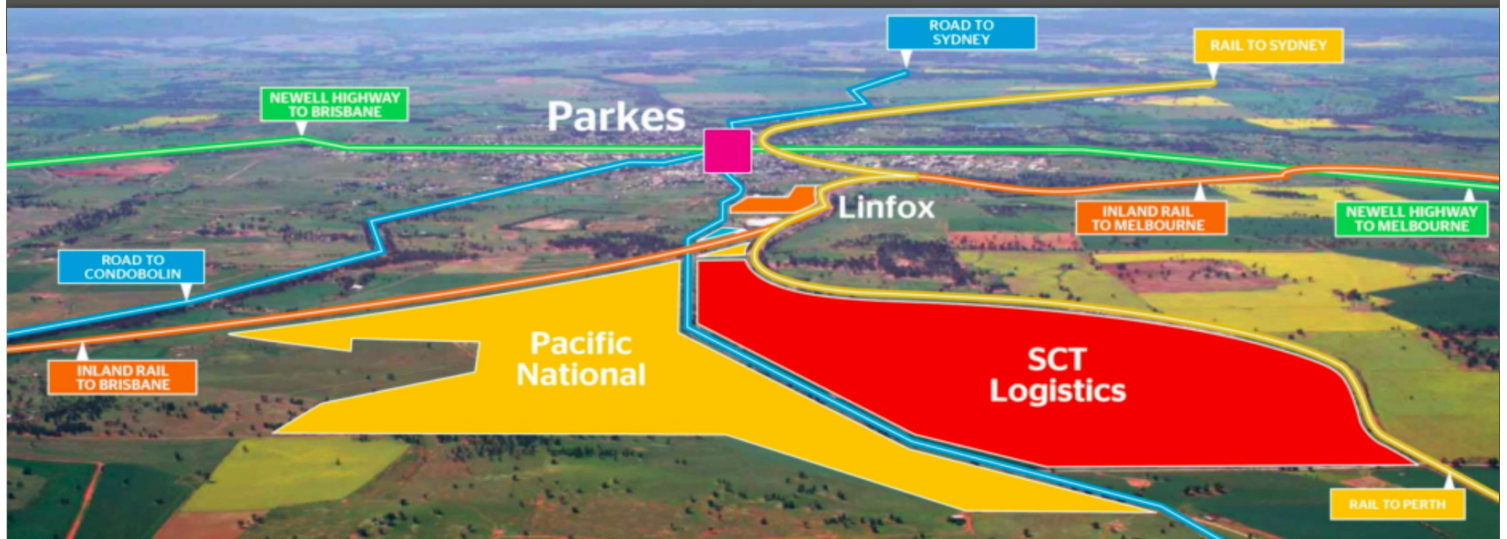 ROAD TO
SYDNEY
RAIL TO SYDNEY
NEWELL HIGHWAY
TO BRISBANE
Parkes
Linfox
INLAND RAIL
TO MELBOURNE
NEWELL HIGHWAY
TO MELBOURNE
ROAD TO
CONDOBOLIN
Pacific
National
SCT
Logistics
INLAND RAIL
TO BRISBANE
RAIL TO PERTH